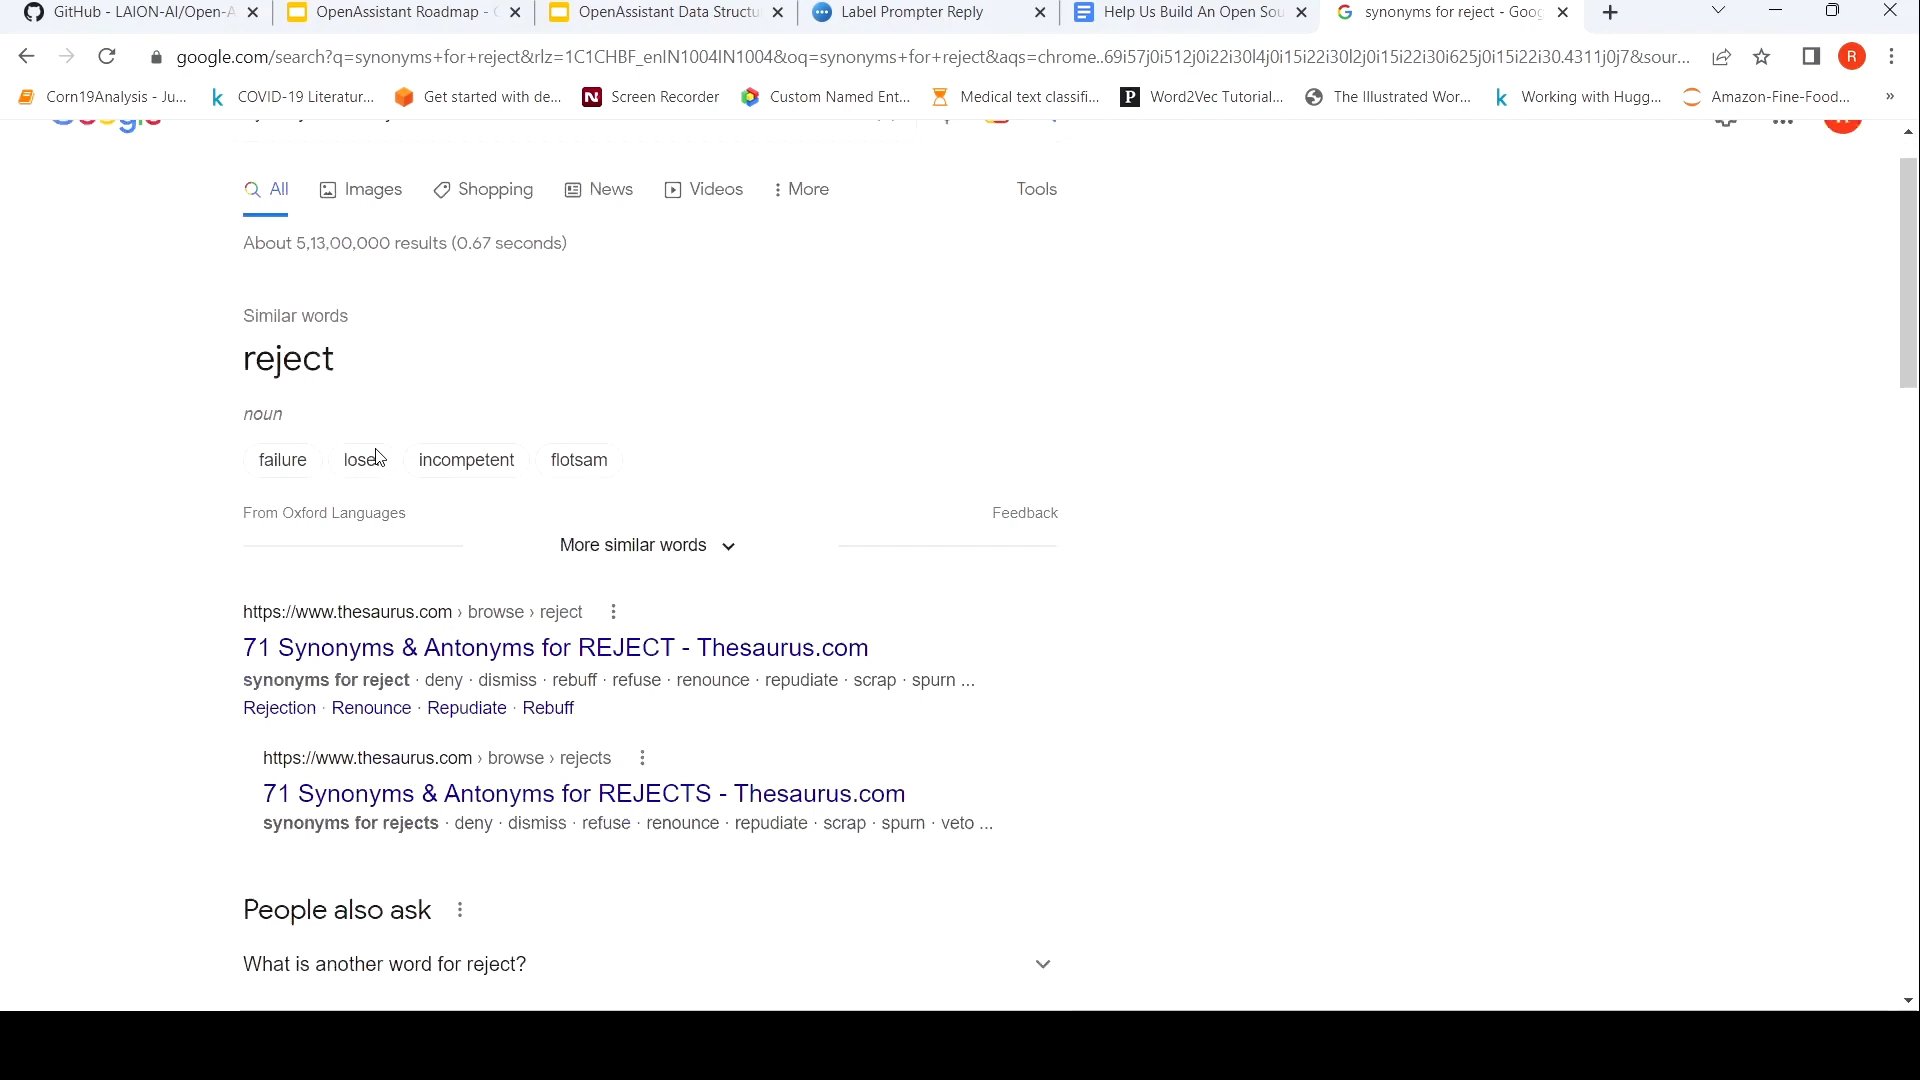 GitHub - LAION-AI/Open-A
OpenAssistant Roadmap -
OpenAssistant Data Structu
Label Prompter Reply
Help Us Build An Open Sou
synonyms for reject - Goog
google.com/search?q=synonyms+for+reject&rlz=1C1CHBF_enIN1004IN1004&oq=synonyms+for+reject&aqs=chrome..69i57j0i512j0i22i30l4j0i15i22i30l2j0i15i22i30i625j0i15i22i30.4311j0j7&sour...
R
Corn19Analysis - Ju...
COVID-19 Literatur...
Get started with de...
Screen Recorder
Custom Named Ent...
Medical text classifi...
Word2Vec Tutorial...
The Illustrated Wor...
Working with Hugg...
Amazon-Fine-Food...
»
All Images Shopping News Videos More Tools
About 5,13,00,000 results (0.67 seconds)
Similar words
reject
noun
failure lose incompetent flotsam
From Oxford Languages Feedback
More similar words
https://www.thesaurus.com › browse › reject
71 Synonyms & Antonyms for REJECT - Thesaurus.com
synonyms for reject · deny · dismiss · rebuff · refuse · renounce · repudiate · scrap · spurn ...
Rejection · Renounce · Repudiate · Rebuff
https://www.thesaurus.com › browse › rejects
71 Synonyms & Antonyms for REJECTS - Thesaurus.com
synonyms for rejects · deny · dismiss · refuse · renounce · repudiate · scrap · spurn · veto ...
People also ask
What is another word for reject?